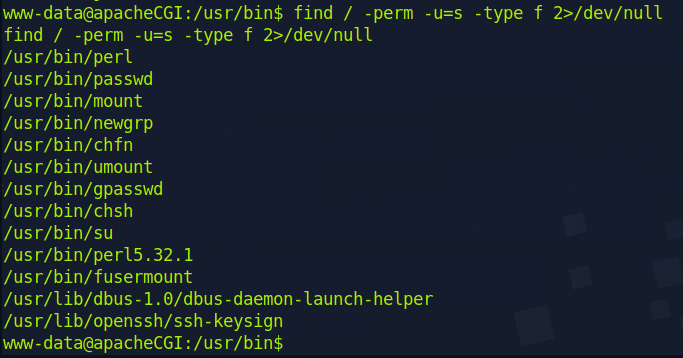 www-data@apacheCGI:/usr/bin$ find / -perm -u=s -type f 2>/dev/null
find / -perm -u=s -type f 2>/dev/null
/usr/bin/perl
/usr/bin/passwd
/usr/bin/mount
/usr/bin/newgrp
/usr/bin/chfn
/usr/bin/umount
/usr/bin/gpasswd
/usr/bin/chsh
/usr/bin/su
/usr/bin/perl5.32.1
/usr/bin/fusermount
/usr/lib/dbus-1.0/dbus-daemon-launch-helper
/usr/lib/openssh/ssh-keysign
www-data@apacheCGI:/usr/bin$